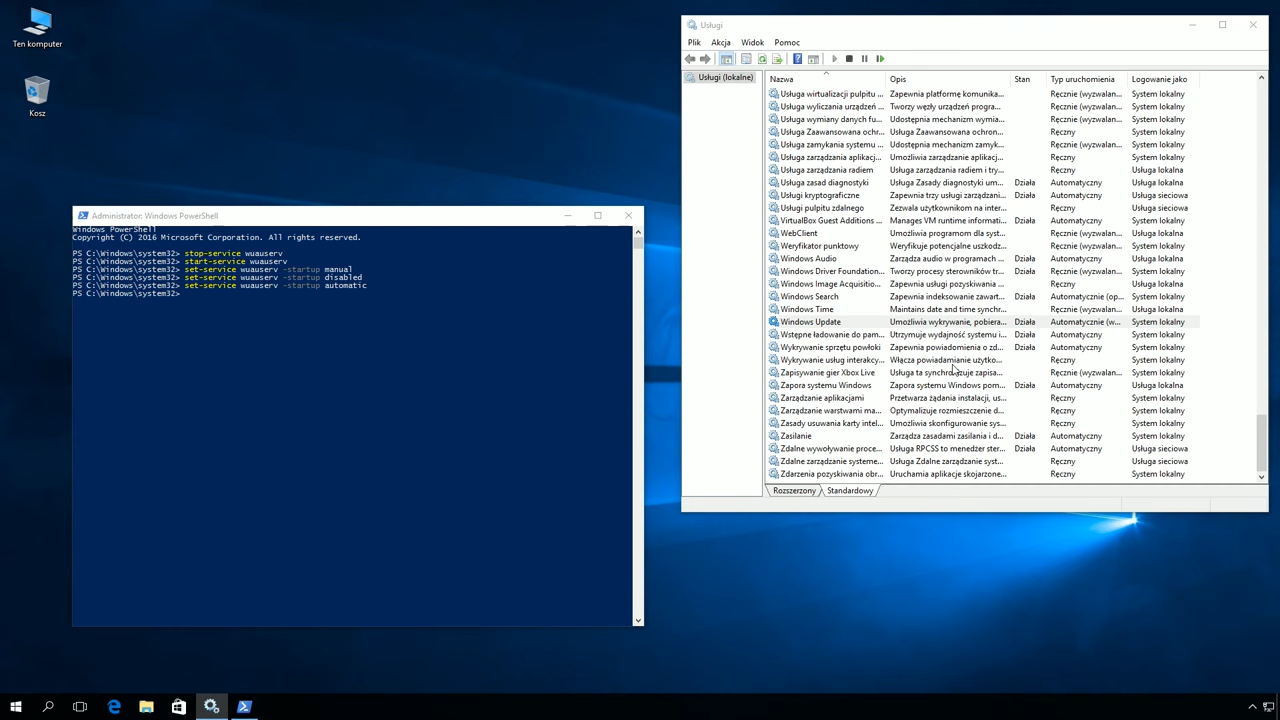 Ten komputer
Kosz
Administrator: Windows PowerShell
Windows PowerShell
Copyright (C) 2016 Microsoft Corporation. All rights reserved.
PS C:\Windows\system32> stop-service wuauserv
PS C:\Windows\system32> start-service wuauserv
PS C:\Windows\system32> set-service wuauserv -startup manual
PS C:\Windows\system32> set-service wuauserv -startup disabled
PS C:\Windows\system32> set-service wuauserv -startup automatic
PS C:\Windows\system32>
Usługi
Plik Akcja Widok Pomoc
Usługi (lokalne)
Nazwa Opis Stan Typ uruchomienia Logowanie jako
Usługa wirtualizacji pulpitu ... Zapewnia platformę komunika... Ręcznie (wyzwalan... System lokalny
Usługa wyliczania urządzeń ... Tworzy węzły urządzeń progra... Ręcznie (wyzwalan... System lokalny
Usługa wymiany danych fu... Udostępnia mechanizm wymia... Ręcznie (wyzwalan... System lokalny
Usługa Zaawansowana ochr... Usługa Zaawansowana ochron... Ręczny System lokalny
Usługa zamykania systemu ... Udostępnia mechanizm zamyk... Ręcznie (wyzwalan... System lokalny
Usługa zarządzania aplikacj... Umożliwia zarządzanie aplikacj... Ręczny System lokalny
Usługa zarządzania radiem Usługa zarządzania radiem i try... Ręczny Usługa lokalna
Usługa zasad diagnostyki Usługa Zasady diagnostyki um... Działa Automatyczny Usługa lokalna
Usługi kryptograficzne Zapewnia trzy usługi zarządzani... Działa Automatyczny Usługa sieciowa
Usługi pulpitu zdalnego Zezwala użytkownikom na inter... Ręczny Usługa sieciowa
VirtualBox Guest Additions ... Manages VM runtime informati... Działa Automatyczny System lokalny
WebClient Umożliwia programom dla syst... Ręcznie (wyzwalan... Usługa lokalna
Weryfikator punktowy Weryfikuje potencjalne uszkodz... Ręcznie (wyzwalan... System lokalny
Windows Audio Zarządza audio w programach ... Działa Automatyczny Usługa lokalna
Windows Driver Foundation... Tworzy procesy sterowników tr... Ręcznie (wyzwalan... System lokalny
Windows Image Acquisitio... Zapewnia usługi pozyskiwania ... Ręczny Usługa lokalna
Windows Search Zapewnia indeksowanie zawart... Działa Automatycznie (op... System lokalny
Windows Time Maintains date and time synchr... Ręcznie (wyzwalan... Usługa lokalna
Windows Update Umożliwia wykrywanie, pobiera... Działa Automatycznie (w... System lokalny
Wstępne ładowanie do pam... Utrzymuje wydajność systemu i... Działa Automatyczny System lokalny
Wykrywanie sprzętu powłoki Zapewnia powiadomienia o zd... Działa Automatyczny System lokalny
Wykrywanie usług interakcy... Włącza powiadamianie użytko... Ręczny System lokalny
Zapisywanie gier Xbox Live Usługa ta synchronizuje zapisa... Ręcznie (wyzwalan... System lokalny
Zapora systemu Windows Zapora systemu Windows pom... Działa Automatyczny Usługa lokalna
Zarządzanie aplikacjami Przetwarza żądania instalacji, us... Ręczny System lokalny
Zarządzanie warstwami ma... Optymalizuje rozmieszczenie d... Ręczny System lokalny
Zasady usuwania karty intel... Umożliwia skonfigurowanie sys... Ręczny System lokalny
Zasilanie Zarządza zasadami zasilania i d... Działa Automatyczny System lokalny
Zdalne wywoływanie proce... Usługa RPCSS to menedżer ster... Działa Automatyczny Usługa sieciowa
Zdalne zarządzanie systeme... Usługa Zdalne zarządzanie syst... Ręczny Usługa sieciowa
Zdarzenia pozyskiwania obr... Uruchamia aplikacje skojarzone... Ręczny System lokalny
Rozszerzony Standardowy